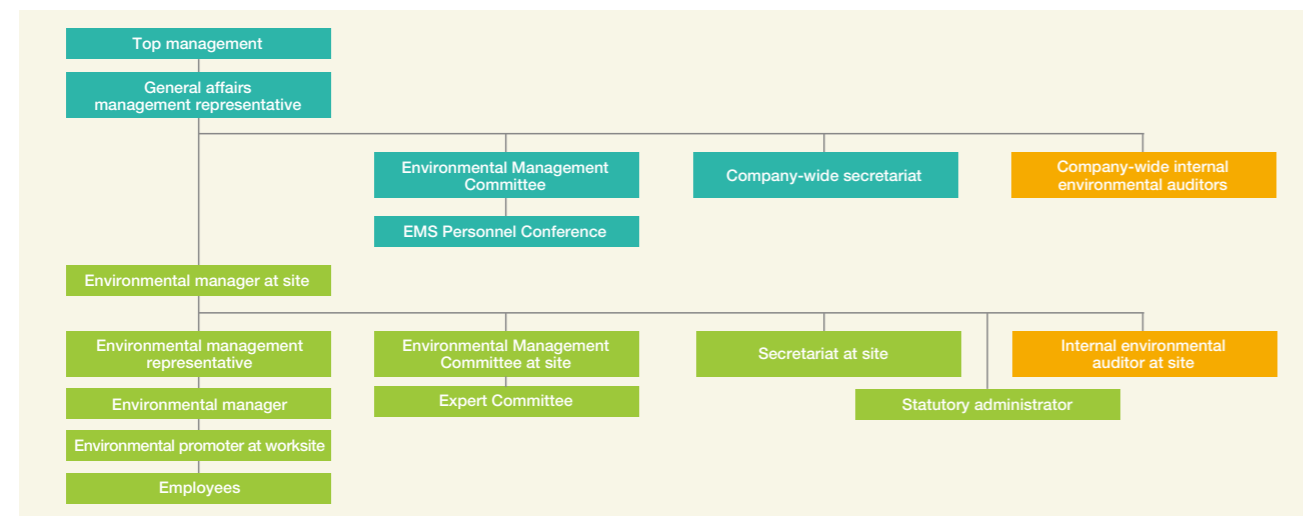 Top management
General affairs
management representative
Environmental Management
Committee
Company-wide secretariat
Company-wide internal
environmental auditors
EMS Personnel Conference
Environmental manager at site
Environmental management
representative
Environmental Management
Committee at site
Secretariat at site
Internal environmental
auditor at site
Environmental manager
Expert Committee
Statutory administrator
Environmental promoter at worksite
Employees